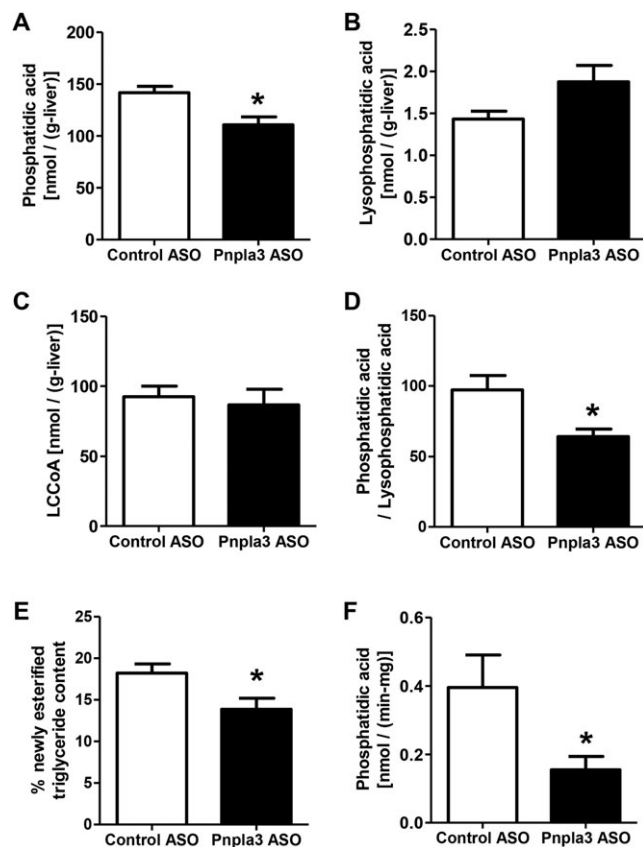 A
Phosphatidic acid
[nmol / (g-liver)]
200
150
100
50
0
*
Control ASO Pnpla3 ASO
B
Lysophosphatidic acid
[nmol / (g-liver)]
2.5
2.0
1.5
1.0
0.5
0.0
Control ASO Pnpla3 ASO
C
LCCoA [nmol / (g-liver)]
150
100
50
0
Control ASO Pnpla3 ASO
D
Phosphatidic acid
/ Lysophosphatidic acid
150
100
50
0
*
Control ASO Pnpla3 ASO
E
% newly esterified
triglyceride content
25
20
15
10
5
0
*
Control ASO Pnpla3 ASO
F
Phosphatidic acid
[nmol / (min-mg)]
0.6
0.4
0.2
0.0
*
Control ASO Pnpla3 ASO